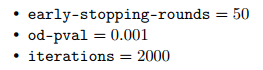 • early-stopping-rounds = 50
• od-pval = 0.001
• iterations = 2000